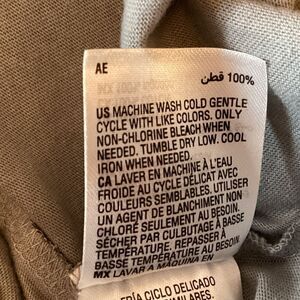 AE
100% قطن
US MACHINE WASH COLD GENTLE
CYCLE WITH LIKE COLORS. ONLY
NON-CHLORINE BLEACH WHEN
NEEDED. TUMBLE DRY LOW. COOL
IRON WHEN NEEDED.
CA LAVER EN MACHINE À L'EAU
FROIDE AU CYCLE DÉLICAT AVEC
COULEURS SEMBLABLES. UTILISER
UN AGENT DE BLANCHIMENT NON
CHLORÉ SEULEMENT AU BESOIN.
SÉCHER PAR CULBUTAGE À BASSE
TEMPÉRATURE. REPASSER À
BASSE TEMPÉRATURE AU BESOIN.
MX LAVAR A MÁQUINA EN
CICLO DELICADO
SIMILARES.